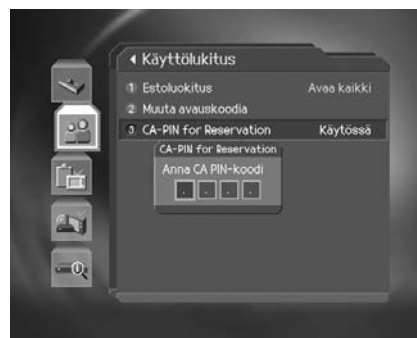 Käyttölukitus
1 Estoluokitus Avaa kaikki
2 Muuta avauskoodia
3 CA-PIN for Reservation Käytössä
CA-PIN for Reservation
Anna CA PIN-koodi
. . . .